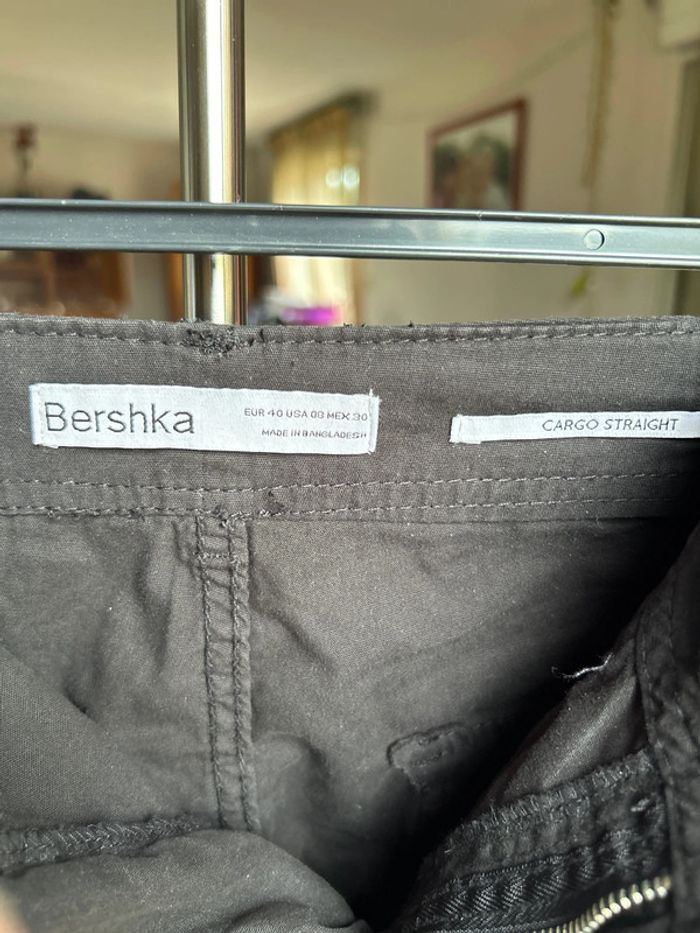 Bershka
EUR 40 USA 08 MEX 30
MADE IN BANGLADESH
CARGO STRAIGHT